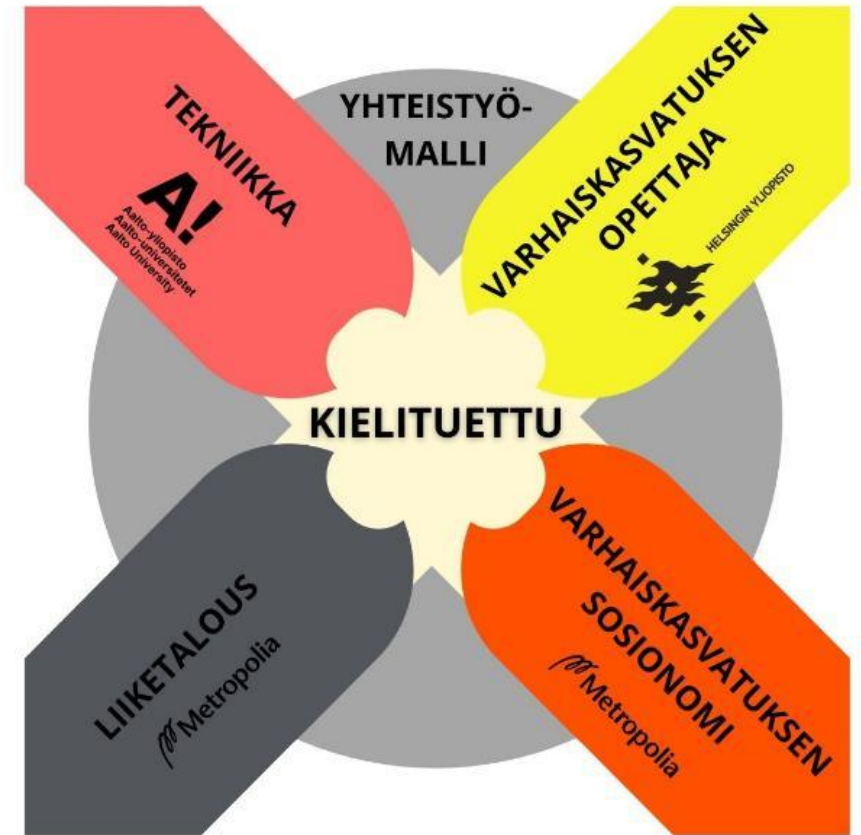 YHTEISTYÖ-
MALLI
TEKNIIKKA
A!
Aalto-yliopisto
Aalto-universitetet
Aalto University
VARHAISKASVATUKSEN
OPETTAJA
HELSINGIN YLIOPISTO
KIELITUETTU
LIIKETALOUS
Metropolia
VARHAISKASVATUKSEN
SOSIONOMI
Metropolia